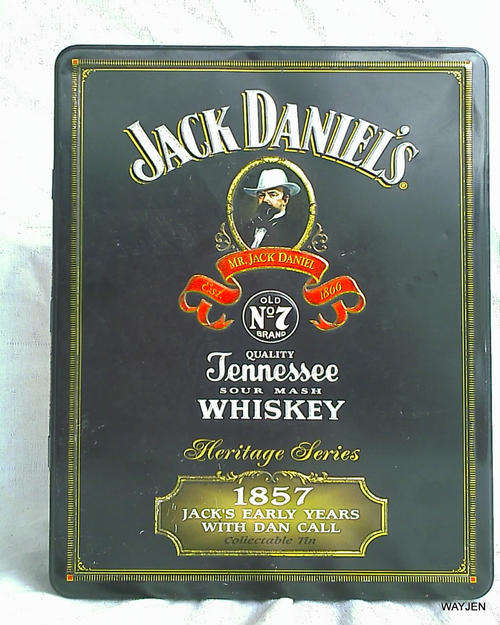 JACK DANIEL'S
MR. JACK DANIEL
Est. 1866
OLD
Nº7
BRAND
QUALITY
Tennessee
SOUR MASH
WHISKEY
Heritage Series
1857
JACK'S EARLY YEARS
WITH DAN CALL
Collectable Tin
WAYJEN